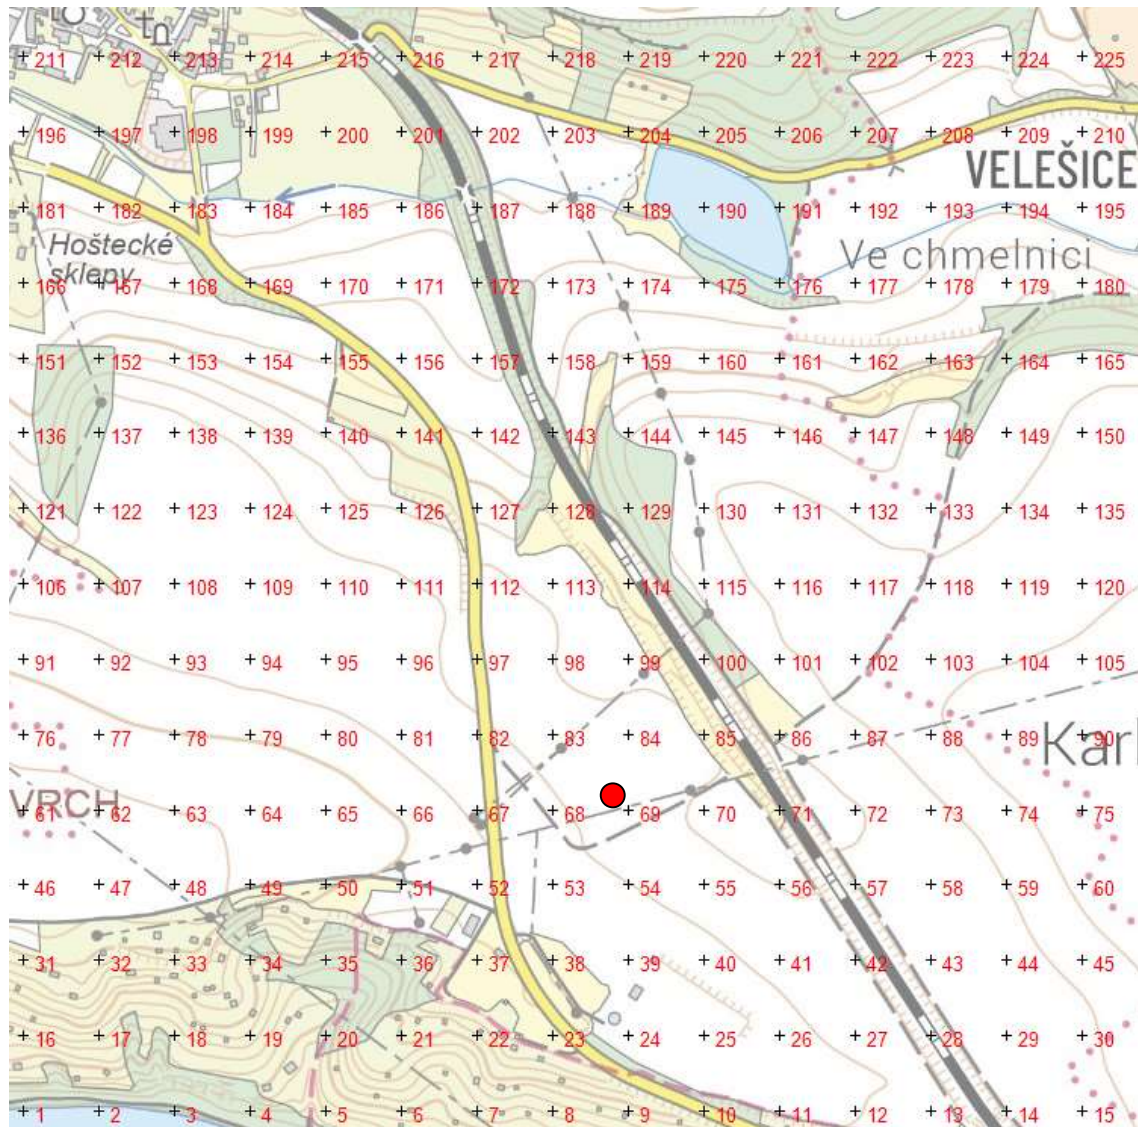 211 212 213 214 215 216 217 218 219 220 221 222 223 224 225
196 197 198 199 200 201 202 203 204 205 206 207 208 209 210
VELEŠICE
181 182 183 184 185 186 187 188 189 190 191 192 193 194 195
Hoštecké
sklepy
Ve chmelnici
166 167 168 169 170 171 172 173 174 175 176 177 178 179 180
151 152 153 154 155 156 157 158 159 160 161 162 163 164 165
136 137 138 139 140 141 142 143 144 145 146 147 148 149 150
121 122 123 124 125 126 127 128 129 130 131 132 133 134 135
106 107 108 109 110 111 112 113 114 115 116 117 118 119 120
91 92 93 94 95 96 97 98 99 100 101 102 103 104 105
76 77 78 79 80 81 82 83 84 85 86 87 88 89 90
Karl
VRCH
61 62 63 64 65 66 67 68 69 70 71 72 73 74 75
46 47 48 49 50 51 52 53 54 55 56 57 58 59 60
31 32 33 34 35 36 37 38 39 40 41 42 43 44 45
16 17 18 19 20 21 22 23 24 25 26 27 28 29 30
1 2 3 4 5 6 7 8 9 10 11 12 13 14 15